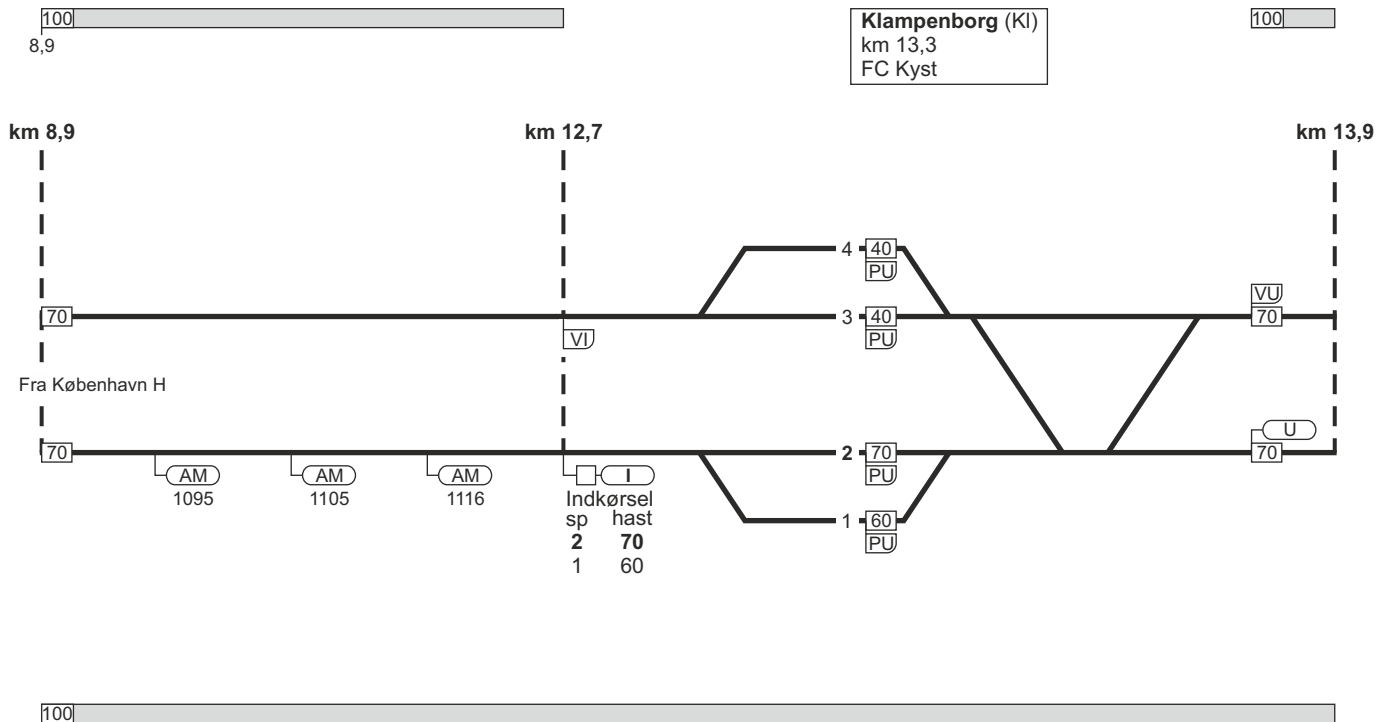 100
8,9
Klampenborg (Kl)
km 13,3
FC Kyst
100
km 8,9
km 12,7
km 13,9
4 40
PU
70
3 40
PU
VU
70
VI
Fra København H
70
AM
1095
AM
1105
AM
1116
I
Indkørsel
sp hast
2 70
1 60
2 70
PU
1 60
PU
U
70
100